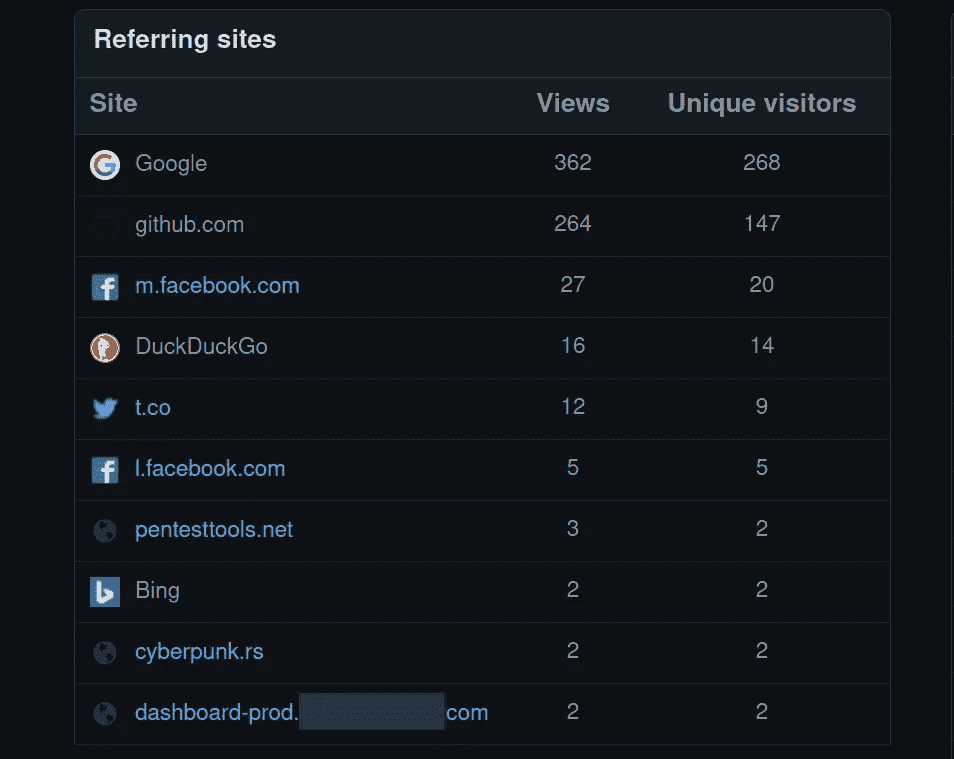 Referring sites
Site Views Unique visitors
Google 362 268
github.com 264 147
m.facebook.com 27 20
DuckDuckGo 16 14
t.co 12 9
l.facebook.com 5 5
pentesttools.net 3 2
Bing 2 2
cyberpunk.rs 2 2
dashboard-prod. com 2 2